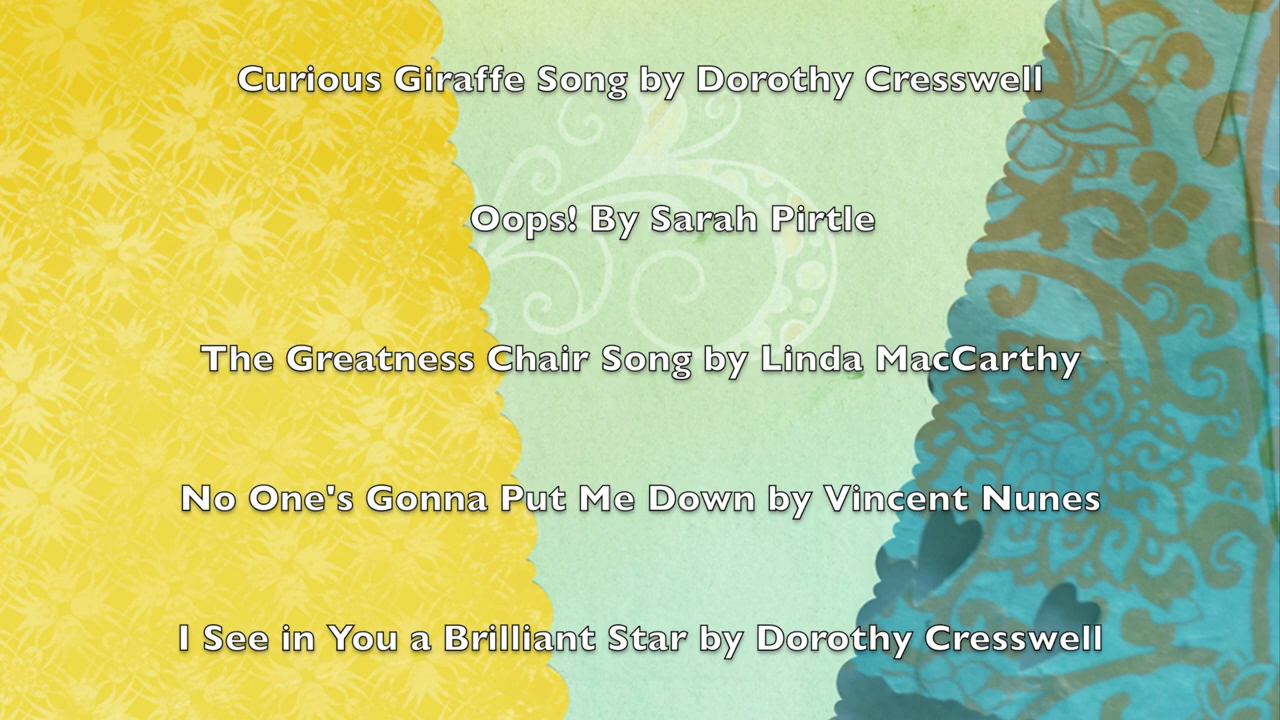 Curious Giraffe Song by Dorothy Cresswell
Oops! By Sarah Pirtle
The Greatness Chair Song by Linda MacCarthy
No One's Gonna Put Me Down by Vincent Nunes
I See in You a Brilliant Star by Dorothy Cresswell